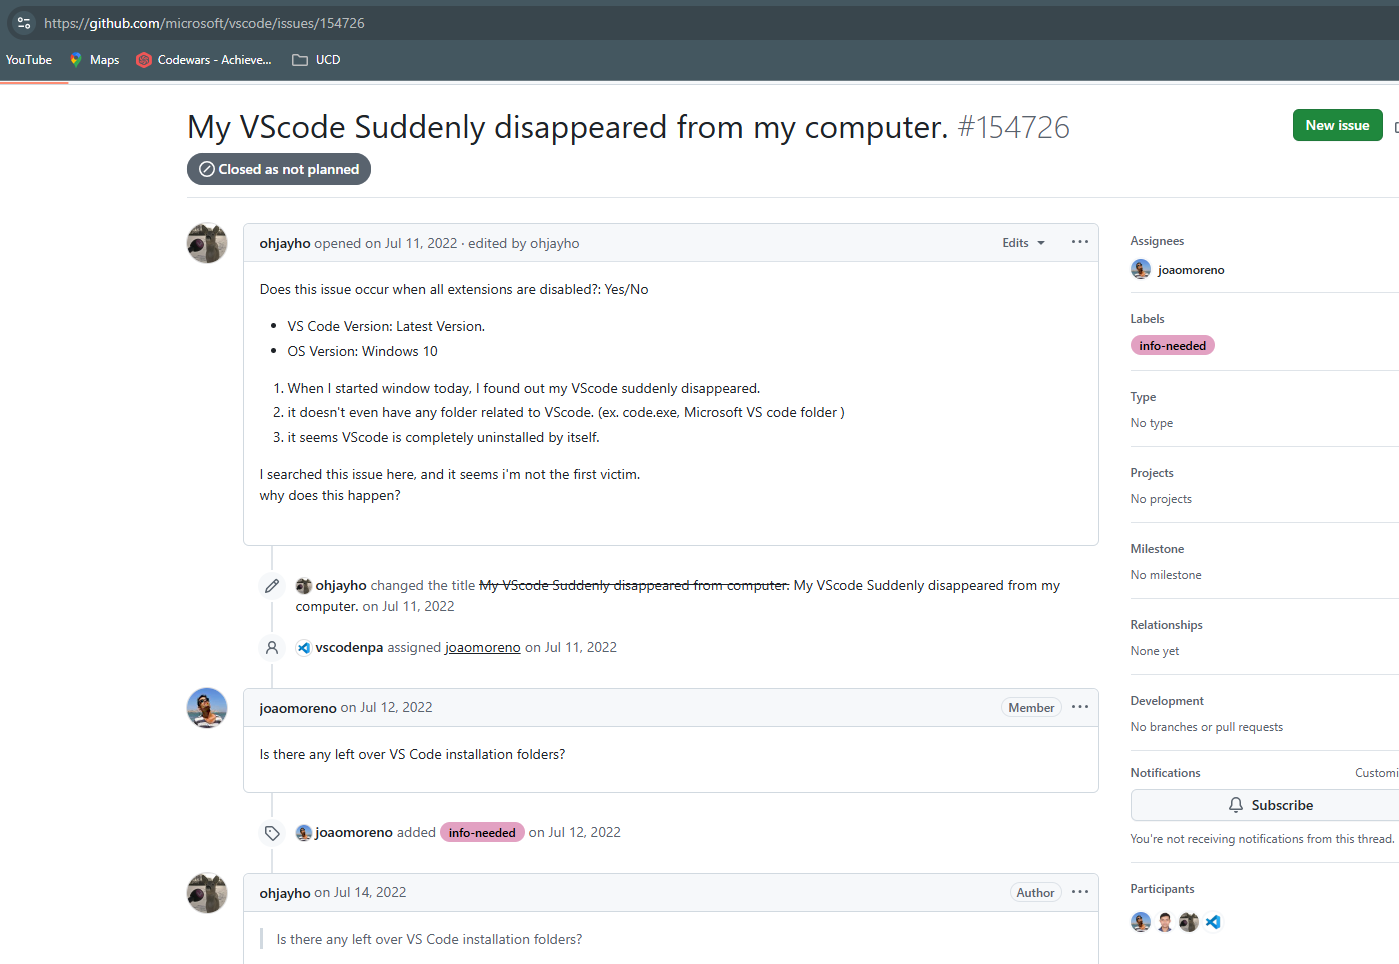 https://github.com/microsoft/vscode/issues/154726
YouTube Maps Codewars - Achieve... UCD
My VScode Suddenly disappeared from my computer. #154726
New issue
Closed as not planned
ohjayho opened on Jul 11, 2022 · edited by ohjayho
Edits
Does this issue occur when all extensions are disabled?: Yes/No
• VS Code Version: Latest Version.
• OS Version: Windows 10
1. When I started window today, I found out my VScode suddenly disappeared.
2. it doesn't even have any folder related to VScode. (ex. code.exe, Microsoft VS code folder )
3. it seems VScode is completely uninstalled by itself.
I searched this issue here, and it seems i'm not the first victim.
why does this happen?
ohjayho changed the title My VScode Suddenly disappeared from computer. My VScode Suddenly disappeared from my
computer. on Jul 11, 2022
vscodenpa assigned joaomoreno on Jul 11, 2022
joaomoreno on Jul 12, 2022
Member
Is there any left over VS Code installation folders?
joaomoreno added info-needed on Jul 12, 2022
ohjayho on Jul 14, 2022
Author
Is there any left over VS Code installation folders?
Assignees
joaomoreno
Labels
info-needed
Type
No type
Projects
No projects
Milestone
No milestone
Relationships
None yet
Development
No branches or pull requests
Notifications
Customi
Subscribe
You're not receiving notifications from this thread.
Participants